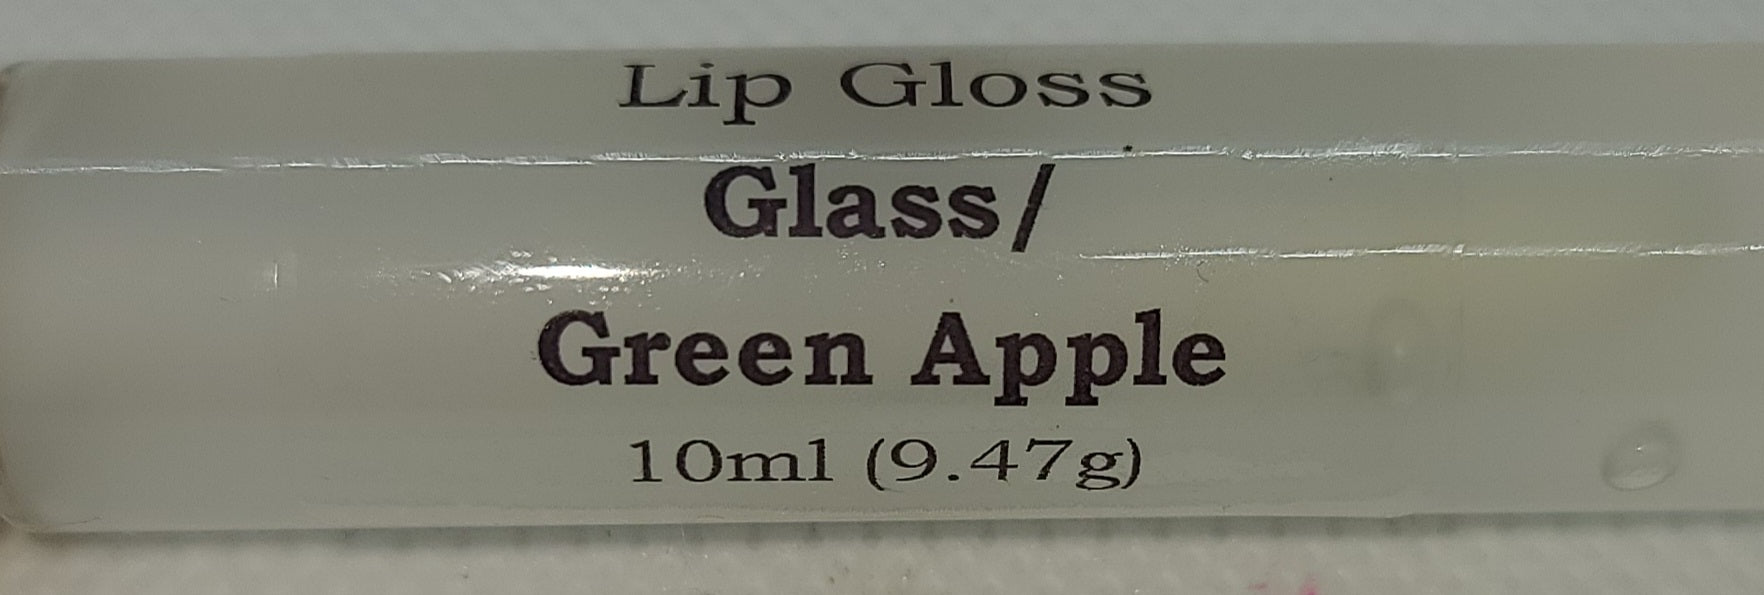 Lip Gloss
Glass/
Green Apple
10ml (9.47g)